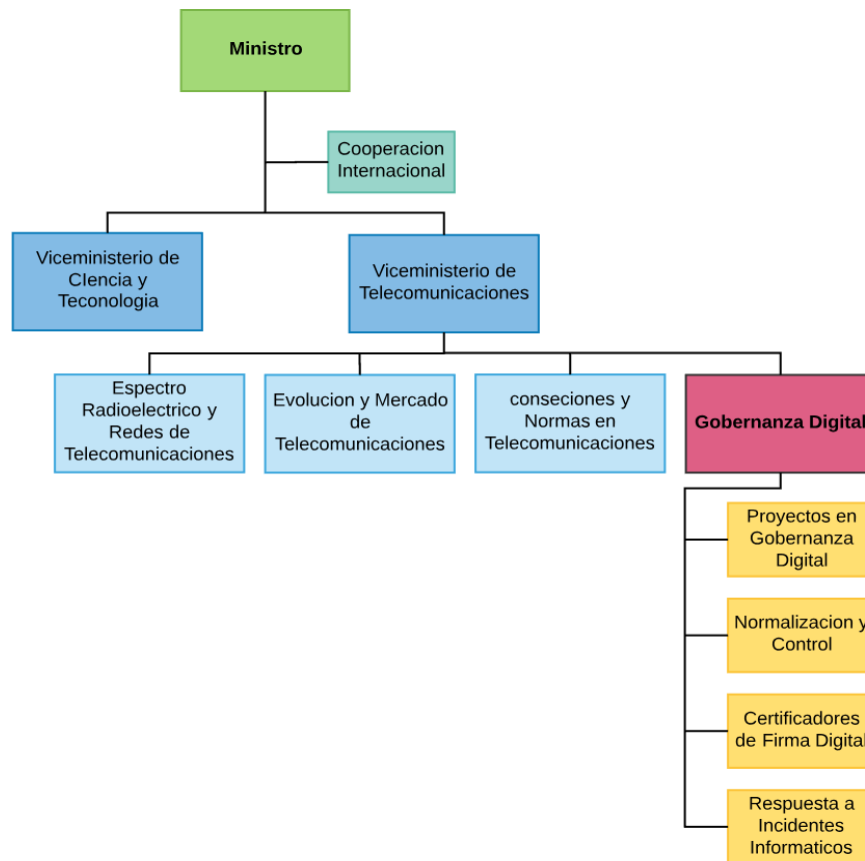 Ministro
Cooperacion
Internacional
Viceministerio de
CIencia y
Teconologia
Viceministerio de
Telecomunicaciones
Espectro
Radioelectrico y
Redes de
Telecomunicaciones
Evolucion y Mercado
de
Telecomunicaciones
conseciones y
Normas en
Telecomunicaciones
Gobernanza Digital
Proyectos en
Gobernanza
Digital
Normalizacion y
Control
Certificadores
de Firma Digital
Respuesta a
Incidentes
Informaticos